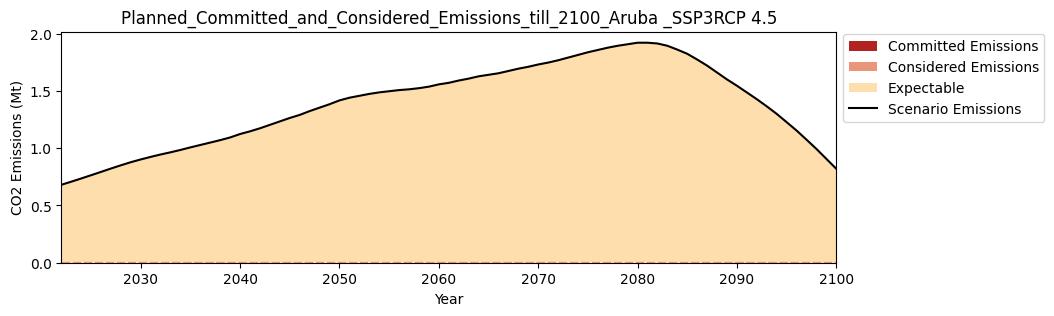 Planned_Committed_and_Considered_Emissions_till_2100_Aruba _SSP3RCP 4.5
CO2 Emissions (Mt)
2.0
1.5
1.0
0.5
0.0
2030 2040 2050 2060 2070 2080 2090 2100
Year
Committed Emissions
Considered Emissions
Expectable
Scenario Emissions